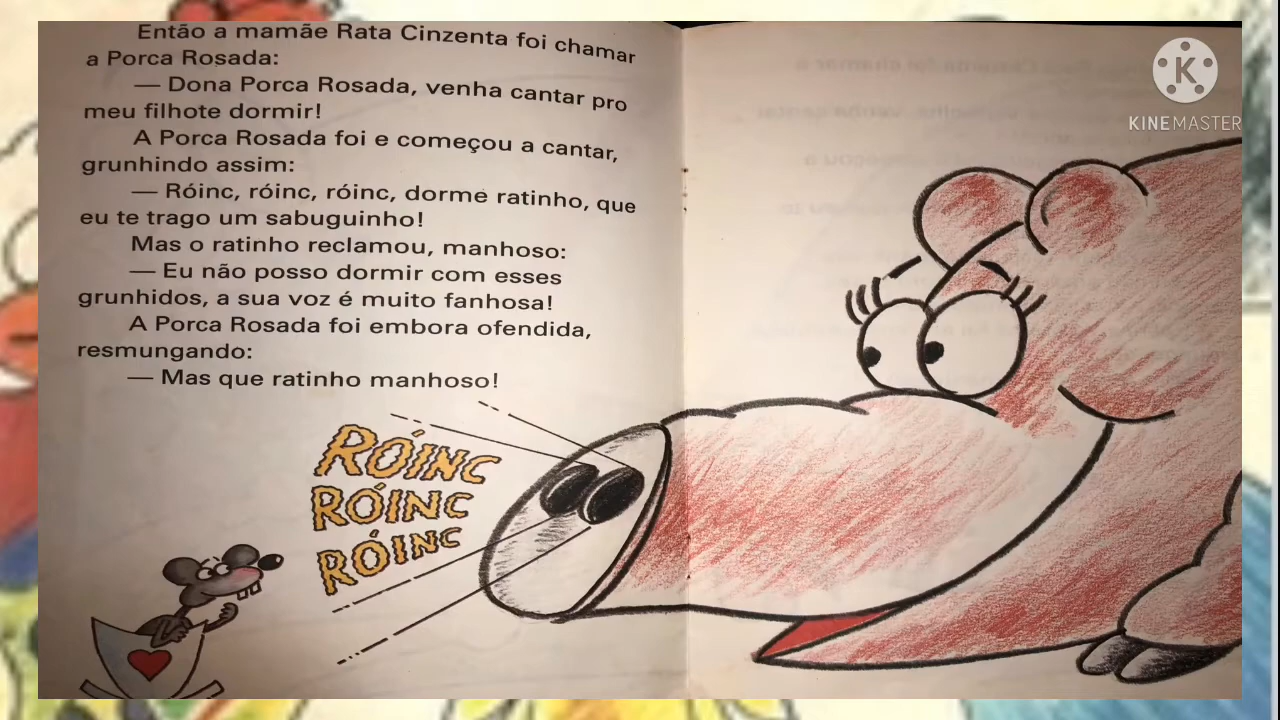 Então a mamãe Rata Cinzenta foi chamar
a Porca Rosada:
— Dona Porca Rosada, venha cantar pro
meu filhote dormir!
A Porca Rosada foi e começou a cantar,
grunhindo assim:
— Róinc, róinc, róinc, dorme ratinho, que
eu te trago um sabuguinho!
Mas o ratinho reclamou, manhoso:
— Eu não posso dormir com esses
grunhidos, a sua voz é muito fanhosa!
A Porca Rosada foi embora ofendida,
resmungando:
— Mas que ratinho manhoso!
RÓINC
RÓINC
RÓINC
K
KINEMASTER